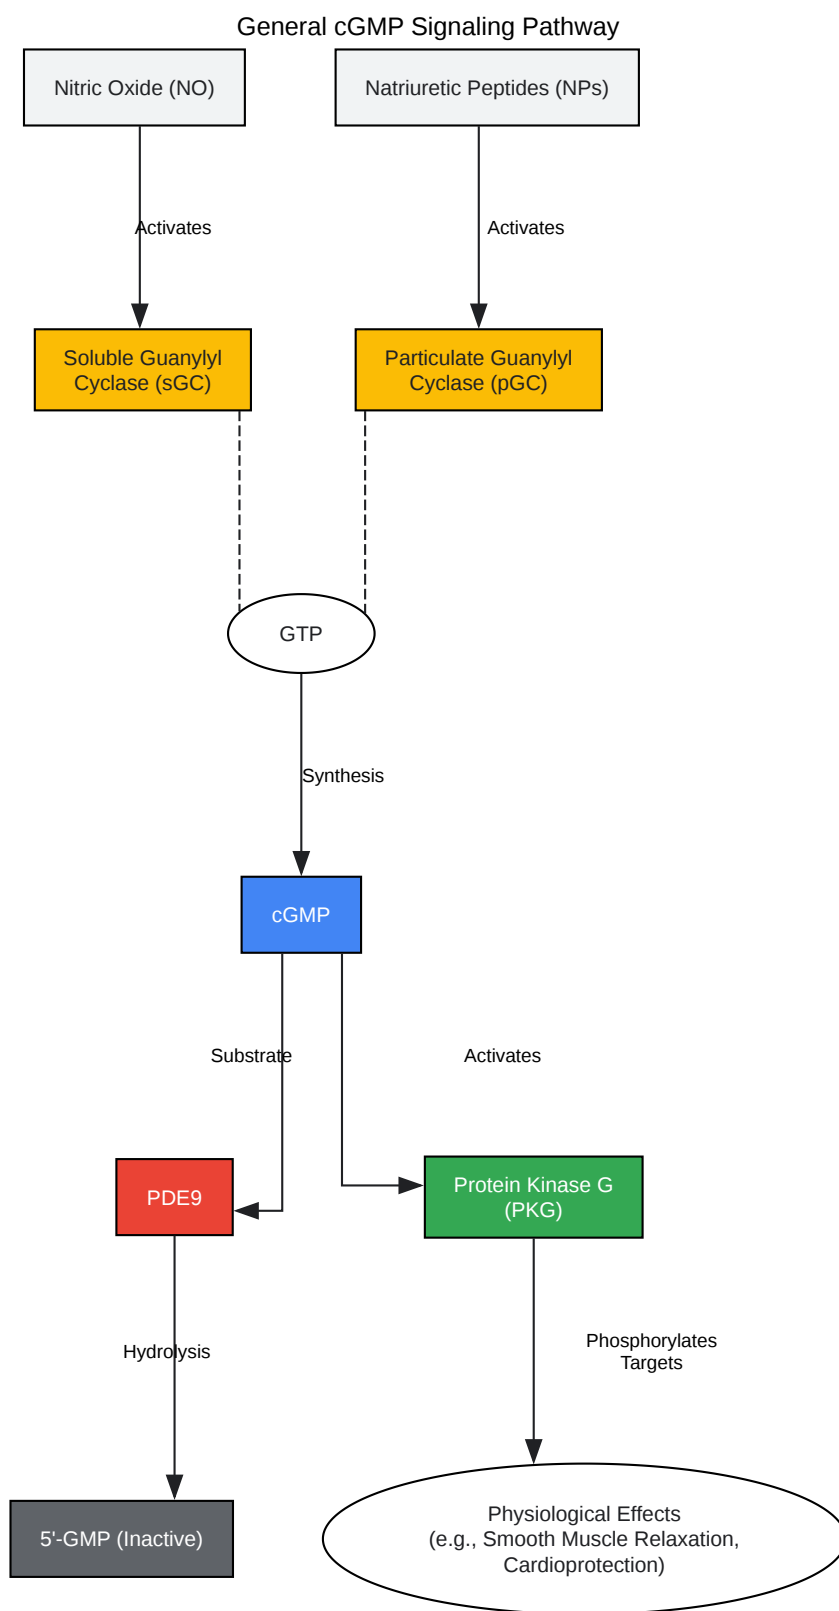 General cGMP Signaling Pathway
Nitric Oxide (NO)
Natriuretic Peptides (NPs)
Activates
Activates
Soluble Guanylyl
Cyclase (sGC)
Particulate Guanylyl
Cyclase (pGC)
GTP
Synthesis
cGMP
Substrate
Activates
PDE9
Protein Kinase G
(PKG)
Hydrolysis
Phosphorylates
Targets
5'-GMP (Inactive)
Physiological Effects
(e.g., Smooth Muscle Relaxation,
Cardioprotection)